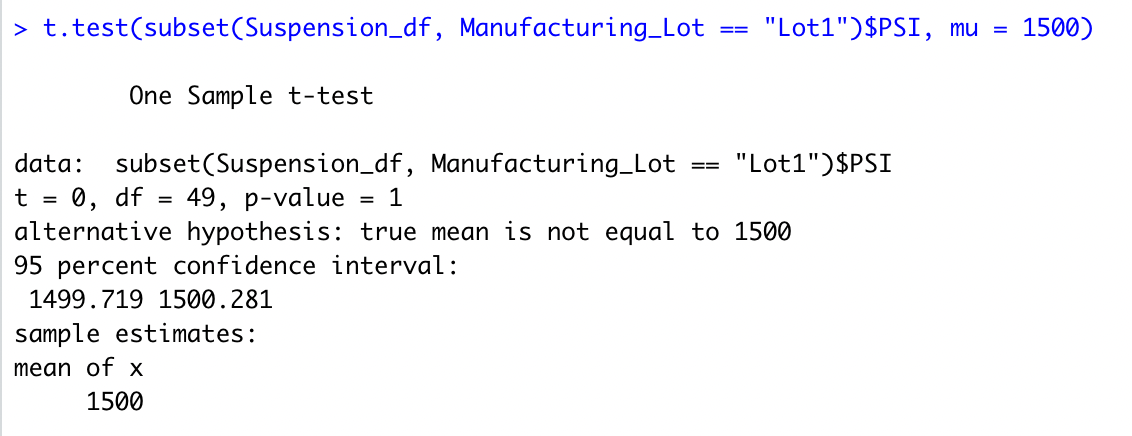 > t.test(subset(Suspension_df, Manufacturing_Lot == "Lot1")$PSI, mu = 1500)
One Sample t-test
data:  subset(Suspension_df, Manufacturing_Lot == "Lot1")$PSI
t = 0, df = 49, p-value = 1
alternative hypothesis: true mean is not equal to 1500
95 percent confidence interval:
1499.719 1500.281
sample estimates:
mean of x
1500